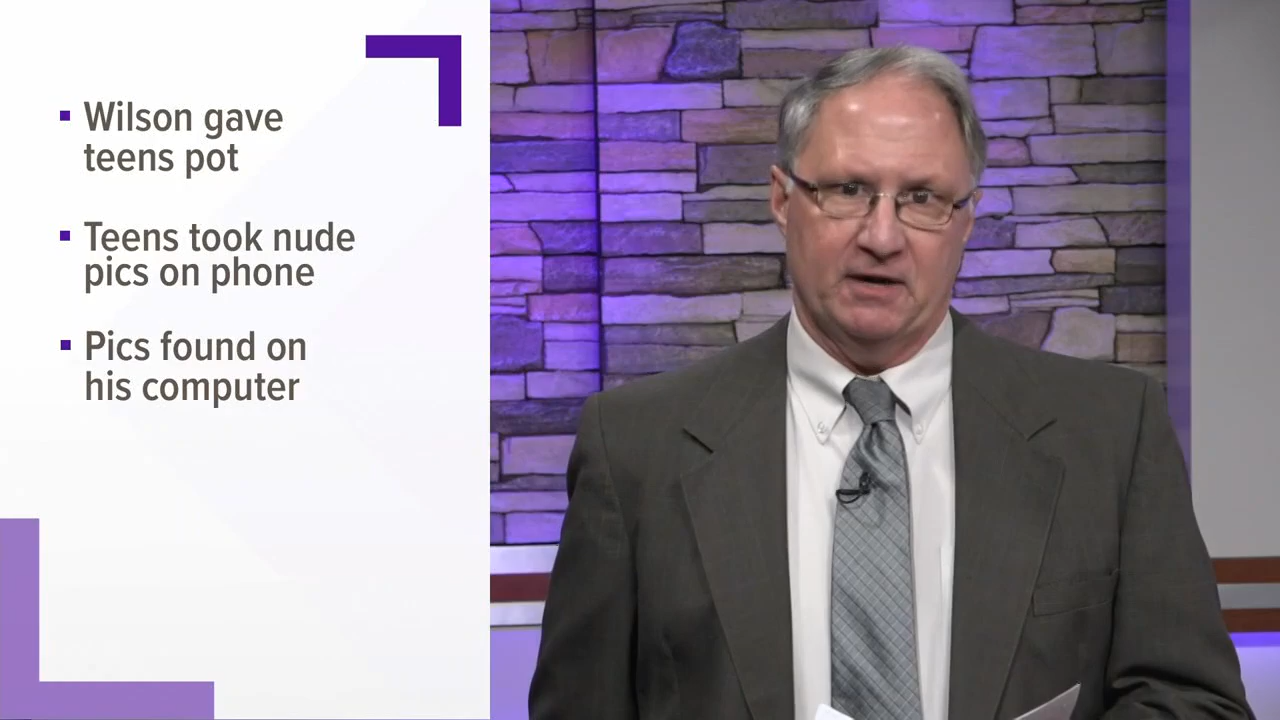 Wilson gave
teens pot
Teens took nude
pics on phone
Pics found on
his computer